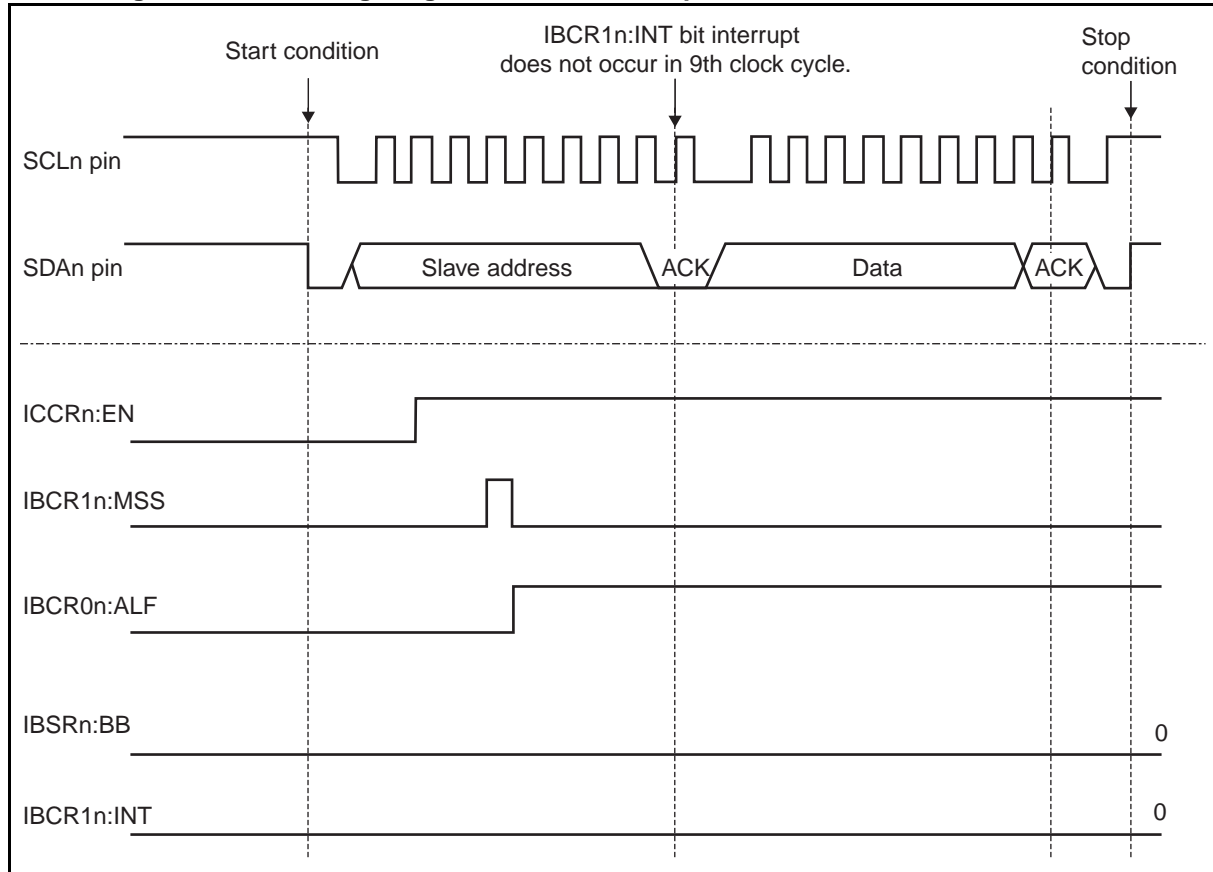 Start condition
IBCR1n:INT bit interrupt
does not occur in 9th clock cycle.
Stop
condition
SCLn pin
SDAn pin
Slave address
ACK
Data
ACK
ICCRn:EN
IBCR1n:MSS
IBCR0n:ALF
IBSRn:BB
0
IBCR1n:INT
0